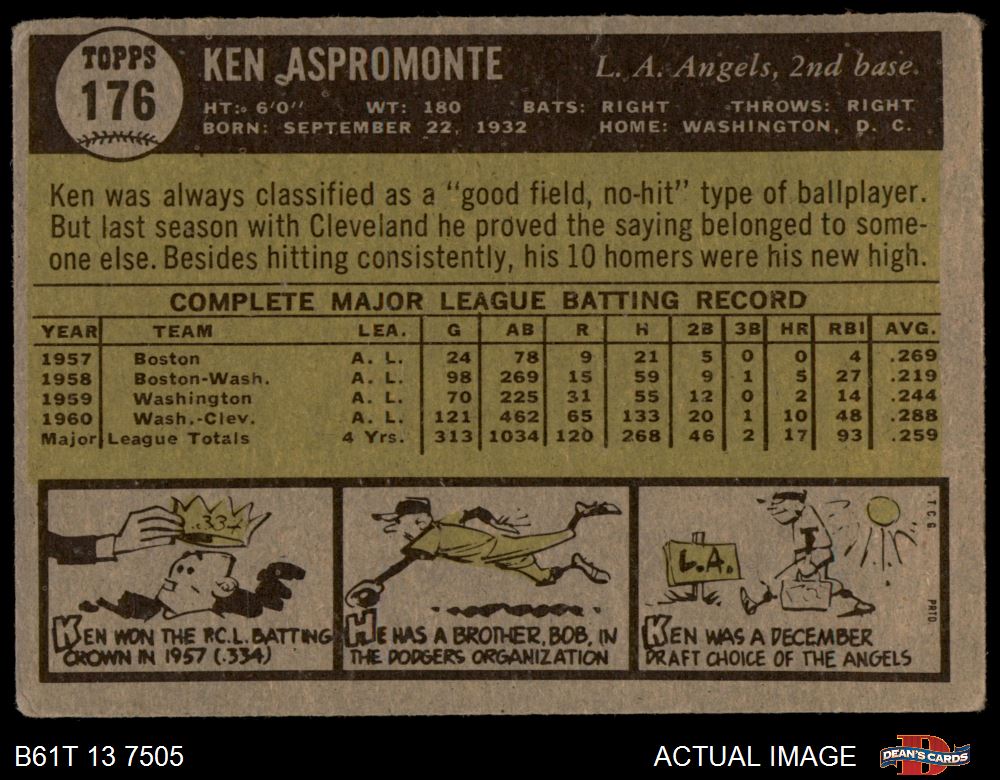 TOPPS
176
KEN ASPROMONTE
L. A. Angels, 2nd base.
HT: 6'0" WT: 180 BATS: RIGHT THROWS: RIGHT
BORN: SEPTEMBER 22, 1932 HOME: WASHINGTON, D. C.
Ken was always classified as a "good field, no-hit" type of ballplayer.
But last season with Cleveland he proved the saying belonged to some-
one else. Besides hitting consistently, his 10 homers were his new high.
COMPLETE MAJOR LEAGUE BATTING RECORD
YEAR TEAM LEA. G AB R H 2B 3B HR RBI AVG.
1957 Boston A. L. 24 78 9 21 5 0 0 4 .269
1958 Boston-Wash. A. L. 98 269 15 59 9 1 5 27 .219
1959 Washington A. L. 70 225 31 55 12 0 2 14 .244
1960 Wash.-Clev. A. L. 121 462 65 133 20 1 10 48 .288
Major League Totals 4 Yrs. 313 1034 120 268 46 2 17 93 .259
.334
KEN WON THE P.C.L. BATTING
CROWN IN 1957 (.334)
HE HAS A BROTHER, BOB, IN
THE DODGERS ORGANIZATION
L.A.
KEN WAS A DECEMBER
DRAFT CHOICE OF THE ANGELS
T.C.G.
PRTD
B61T 13 7505
ACTUAL IMAGE
D
DEAN'S CARDS